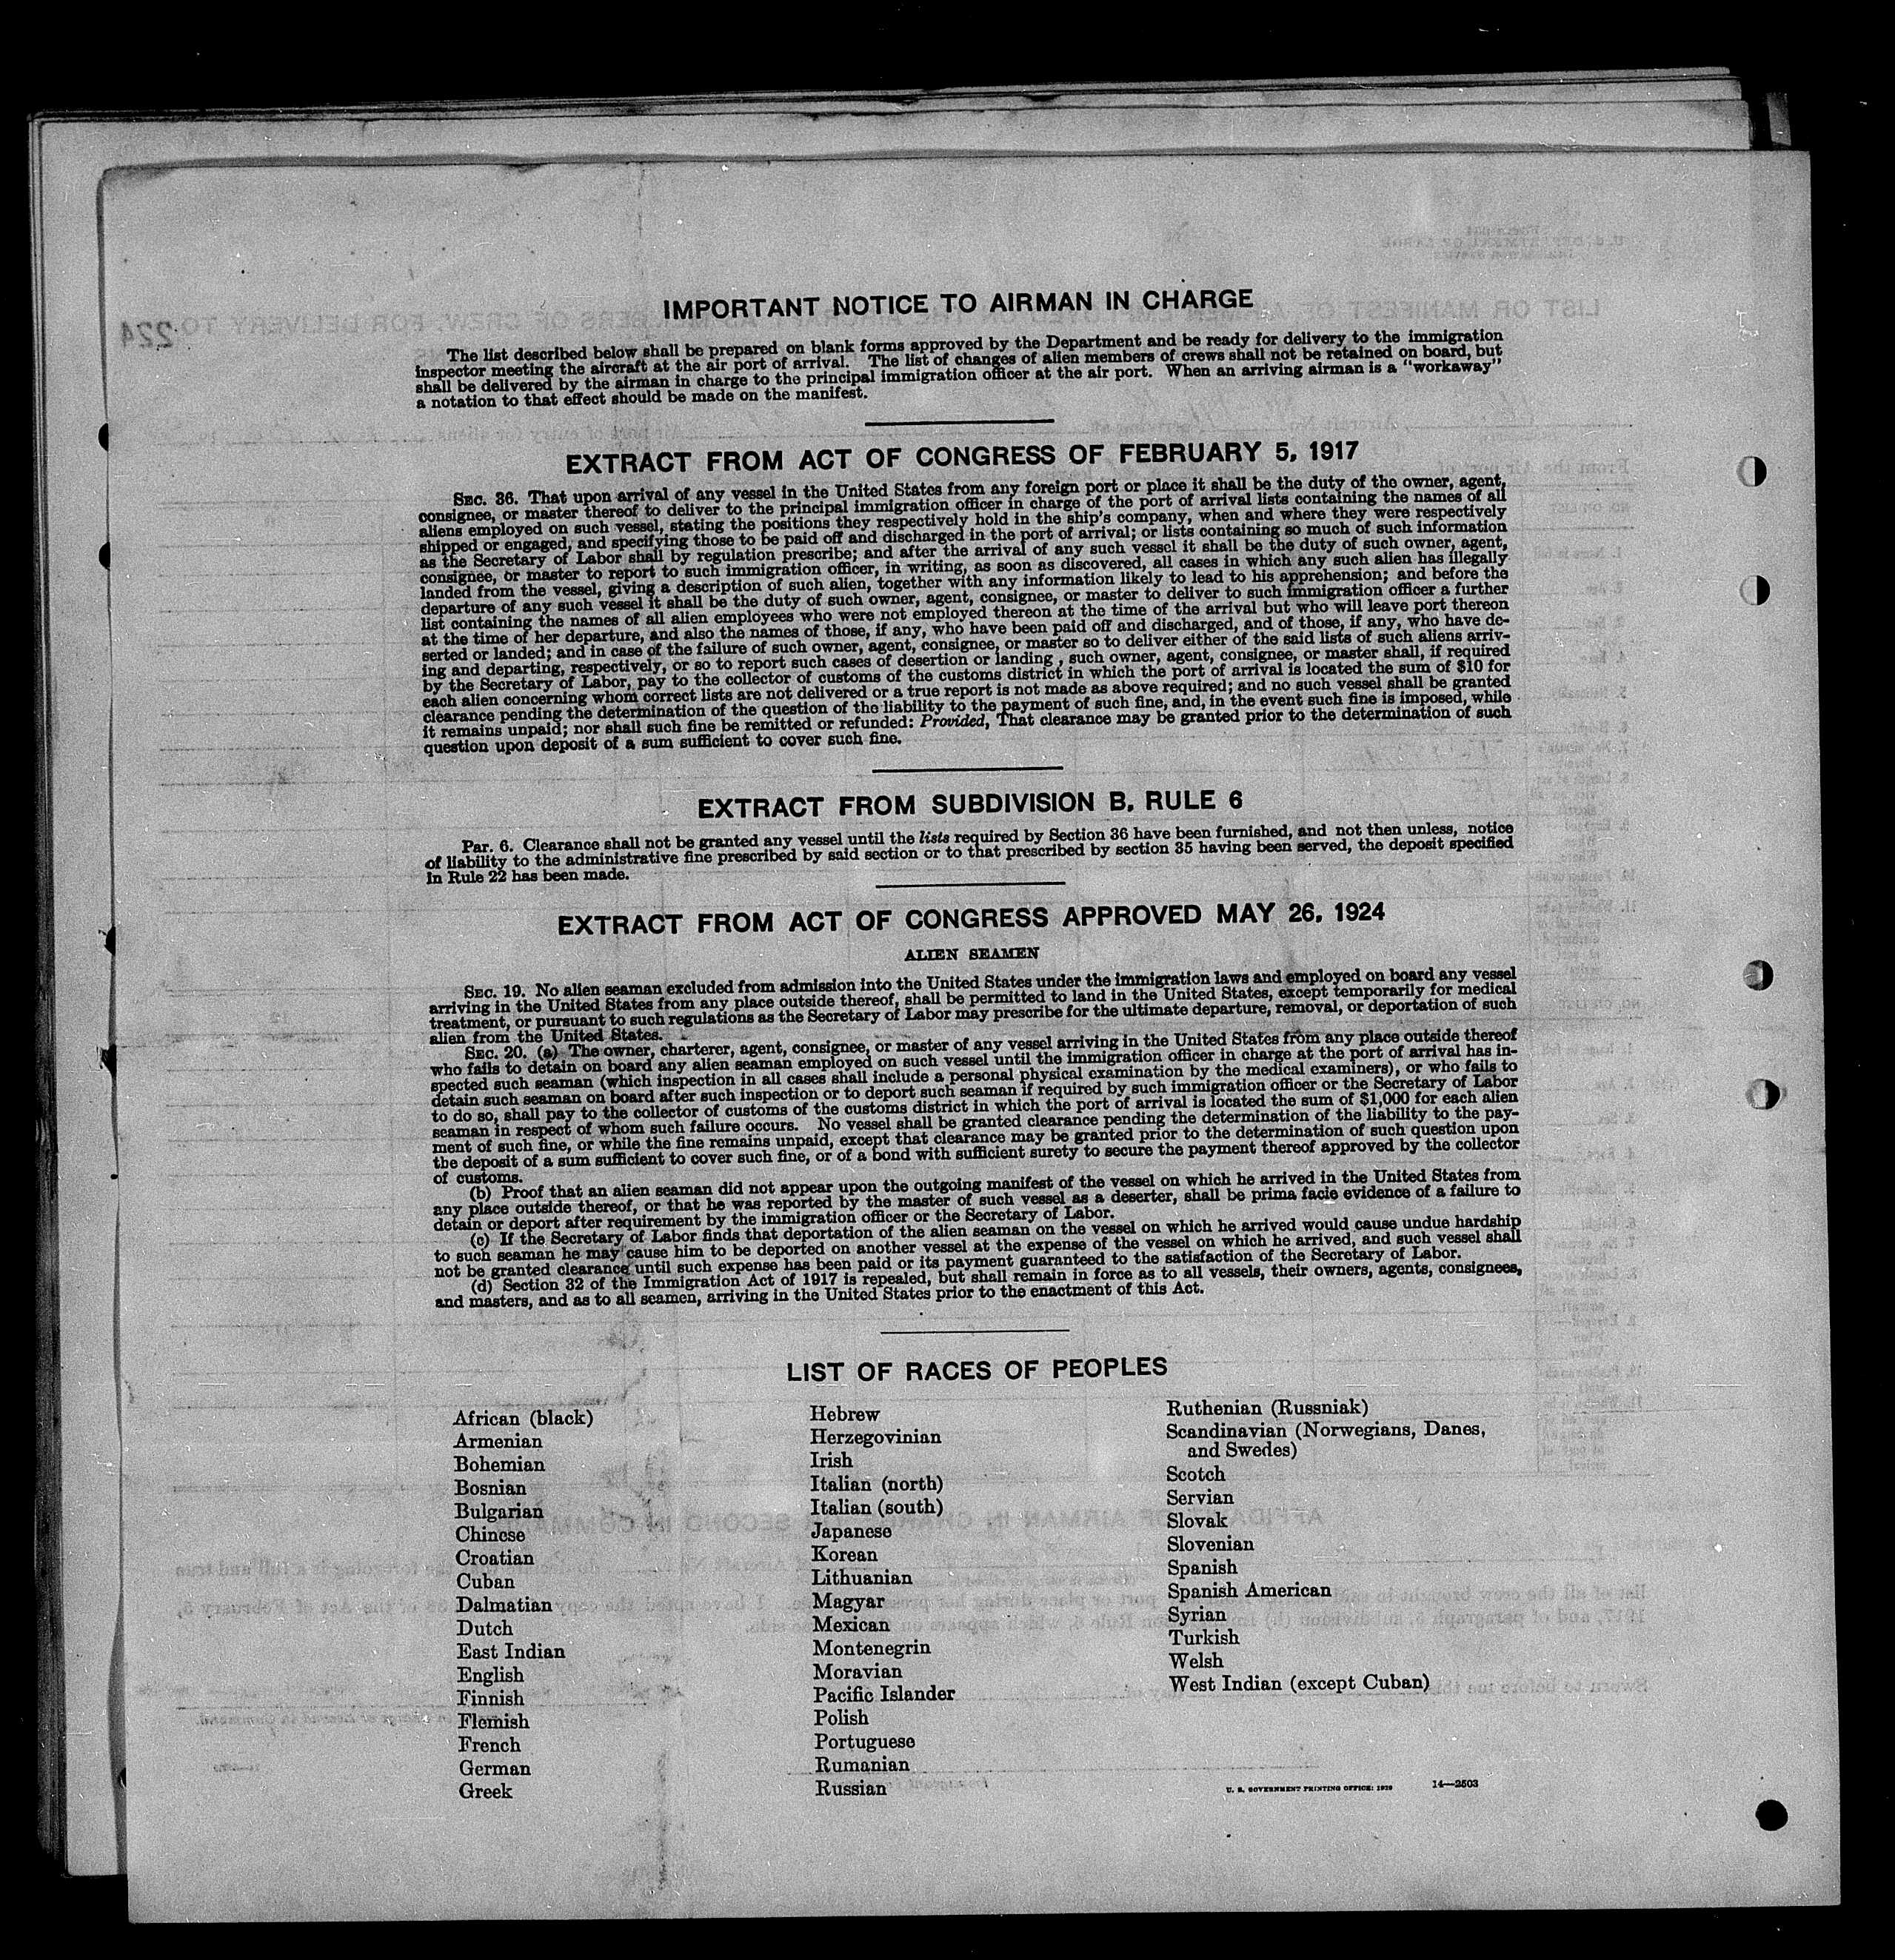 IMPORTANT NOTICE TO AIRMAN IN CHARGE
The list described below shall be prepared on blank forms approved by the Department and be ready for delivery to the immigration
inspector meeting the aircraft at the air port of arrival. The list of changes of alien members of crews shall not be retained on board, but
shall be delivered by the airman in charge to the principal immigration officer at the air port. When an arriving airman is a "workaway"
a notation to that effect should be made on the manifest.
EXTRACT FROM ACT OF CONGRESS OF FEBRUARY 5, 1917
SEC. 36. That upon arrival of any vessel in the United States from any foreign port or place it shall be the duty of the owner, agent,
consignee, or master thereof to deliver to the principal immigration officer in charge of the port of arrival lists containing the names of all
aliens employed on such vessel, stating the positions they respectively hold in the ship's company, when and where they were respectively
shipped or engaged, and specifying those to be paid off and discharged in the port of arrival; or lists containing so much of such information
as the Secretary of Labor shall by regulation prescribe; and after the arrival of any such vessel it shall be the duty of such owner, agent,
consignee, or master to report to such immigration officer, in writing, as soon as discovered, all cases in which any such alien has illegally
landed from the vessel, giving a description of such alien, together with any information likely to lead to his apprehension; and before the
departure of any such vessel it shall be the duty of such owner, agent, consignee, or master to deliver to such immigration officer a further
list containing the names of all alien employees who were not employed thereon at the time of the arrival but who will leave port thereon
at the time of her departure, and also the names of those, if any, who have been paid off and discharged, and of those, if any, who have de-
serted or landed; and in case of the failure of such owner, agent, consignee, or master so to deliver either of the said lists of such aliens arriv-
ing and departing, respectively, or so to report such cases of desertion or landing , such owner, agent, consignee, or master shall, if required
by the Secretary of Labor, pay to the collector of customs of the customs district in which the port of arrival is located the sum of $10 for
each alien concerning whom correct lists are not delivered or a true report is not made as above required; and no such vessel shall be granted
clearance pending the determination of the question of the liability to the payment of such fine, and, in the event such fine is imposed, while
it remains unpaid; nor shall such fine be remitted or refunded: Provided, That clearance may be granted prior to the determination of such
question upon deposit of a sum sufficient to cover such fine.
EXTRACT FROM SUBDIVISION B, RULE 6
Par. 6. Clearance shall not be granted any vessel until the lists required by Section 36 have been furnished, and not then unless, notice
of liability to the administrative fine prescribed by said section or to that prescribed by section 35 having been served, the deposit specified
in Rule 22 has been made.
EXTRACT FROM ACT OF CONGRESS APPROVED MAY 26, 1924
ALIEN SEAMEN
SEC. 19. No alien seaman excluded from admission into the United States under the immigration laws and employed on board any vessel
arriving in the United States from any place outside thereof, shall be permitted to land in the United States, except temporarily for medical
treatment, or pursuant to such regulations as the Secretary of Labor may prescribe for the ultimate departure, removal, or deportation of such
alien from the United States.
SEC. 20. (a) The owner, charterer, agent, consignee, or master of any vessel arriving in the United States from any place outside thereof
who fails to detain on board any alien seaman employed on such vessel until the immigration officer in charge at the port of arrival has in-
spected such seaman (which inspection in all cases shall include a personal physical examination by the medical examiners), or who fails to
detain such seaman on board after such inspection or to deport such seaman if required by such immigration officer or the Secretary of Labor
to do so, shall pay to the collector of customs of the customs district in which the port of arrival is located the sum of $1,000 for each alien
seaman in respect of whom such failure occurs. No vessel shall be granted clearance pending the determination of the liability to the pay-
ment of such fine, or while the fine remains unpaid, except that clearance may be granted prior to the determination of such question upon
the deposit of a sum sufficient to cover such fine, or of a bond with sufficient surety to secure the payment thereof approved by the collector
of customs.
(b) Proof that an alien seaman did not appear upon the outgoing manifest of the vessel on which he arrived in the United States from
any place outside thereof, or that he was reported by the master of such vessel as a deserter, shall be prima facie evidence of a failure to
detain or deport after requirement by the immigration officer or the Secretary of Labor.
(c) If the Secretary of Labor finds that deportation of the alien seaman on the vessel on which he arrived would cause undue hardship
to such seaman he may cause him to be deported on another vessel at the expense of the vessel on which he arrived, and such vessel shall
not be granted clearance until such expense has been paid or its payment guaranteed to the satisfaction of the Secretary of Labor.
(d) Section 32 of the Immigration Act of 1917 is repealed, but shall remain in force as to all vessels, their owners, agents, consignees,
and masters, and as to all seamen, arriving in the United States prior to the enactment of this Act.
LIST OF RACES OF PEOPLES
African (black)
Armenian
Bohemian
Bosnian
Bulgarian
Chinese
Croatian
Cuban
Dalmatian
Dutch
East Indian
English
Finnish
Flemish
French
German
Greek
Hebrew
Herzegovinian
Irish
Italian (north)
Italian (south)
Japanese
Korean
Lithuanian
Magyar
Mexican
Montenegrin
Moravian
Pacific Islander
Polish
Portuguese
Rumanian
Russian
Ruthenian (Russniak)
Scandinavian (Norwegians, Danes,
and Swedes)
Scotch
Servian
Slovak
Slovenian
Spanish
Spanish American
Syrian
Turkish
Welsh
West Indian (except Cuban)
U. S. GOVERNMENT PRINTING OFFICE: 1929 14—2503